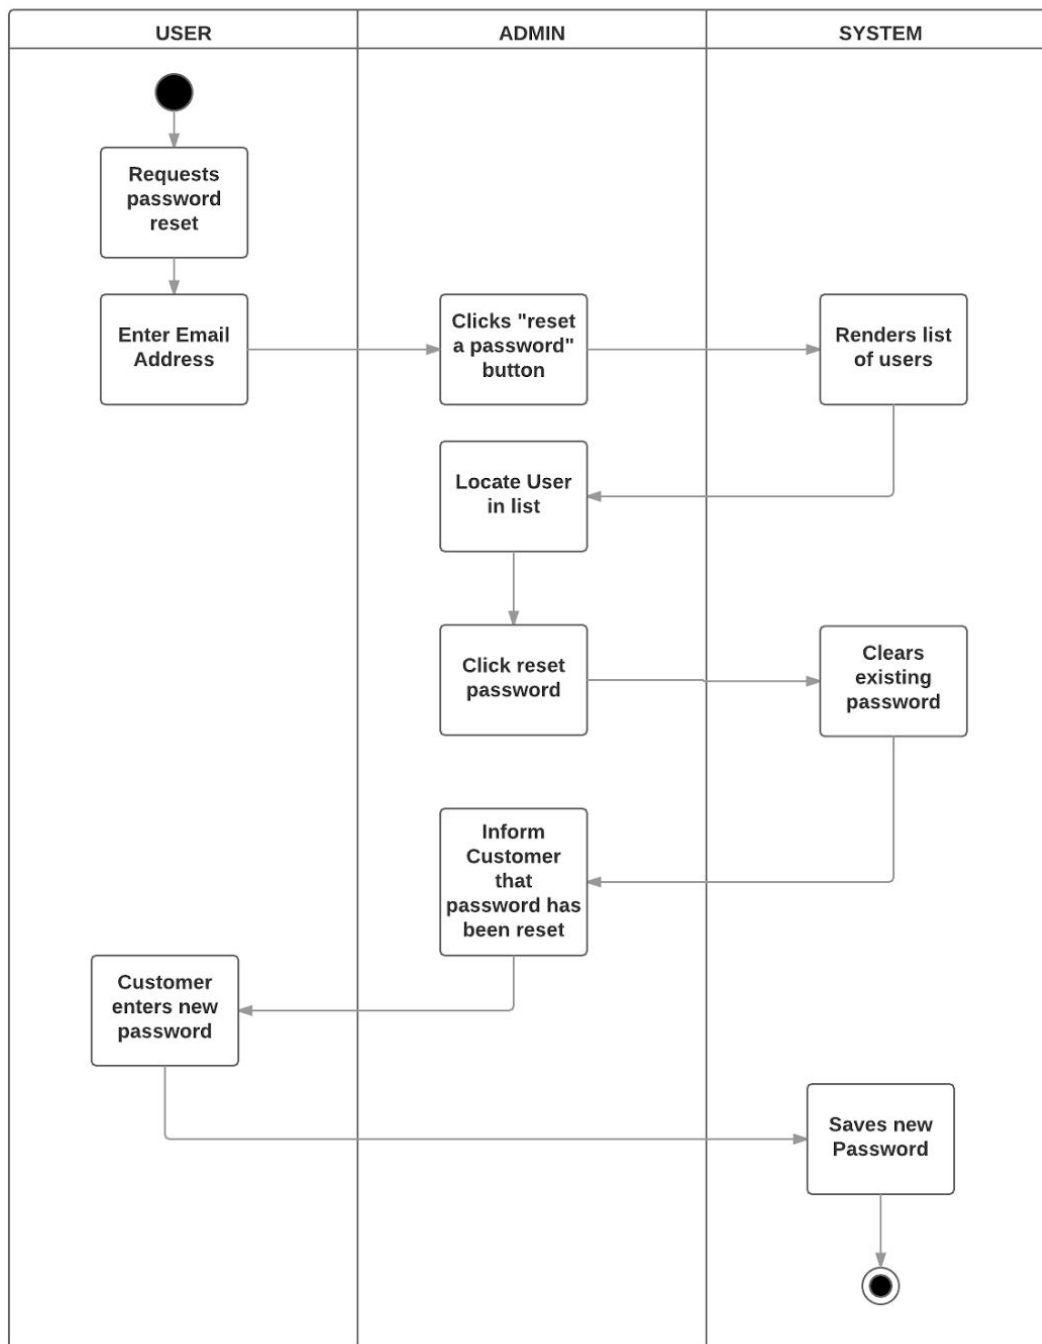 USER
ADMIN
SYSTEM
Requests
password
reset
Enter Email
Address
Clicks "reset
a password"
button
Renders list
of users
Locate User
in list
Click reset
password
Clears
existing
password
Inform
Customer
that
password has
been reset
Customer
enters new
password
Saves new
Password